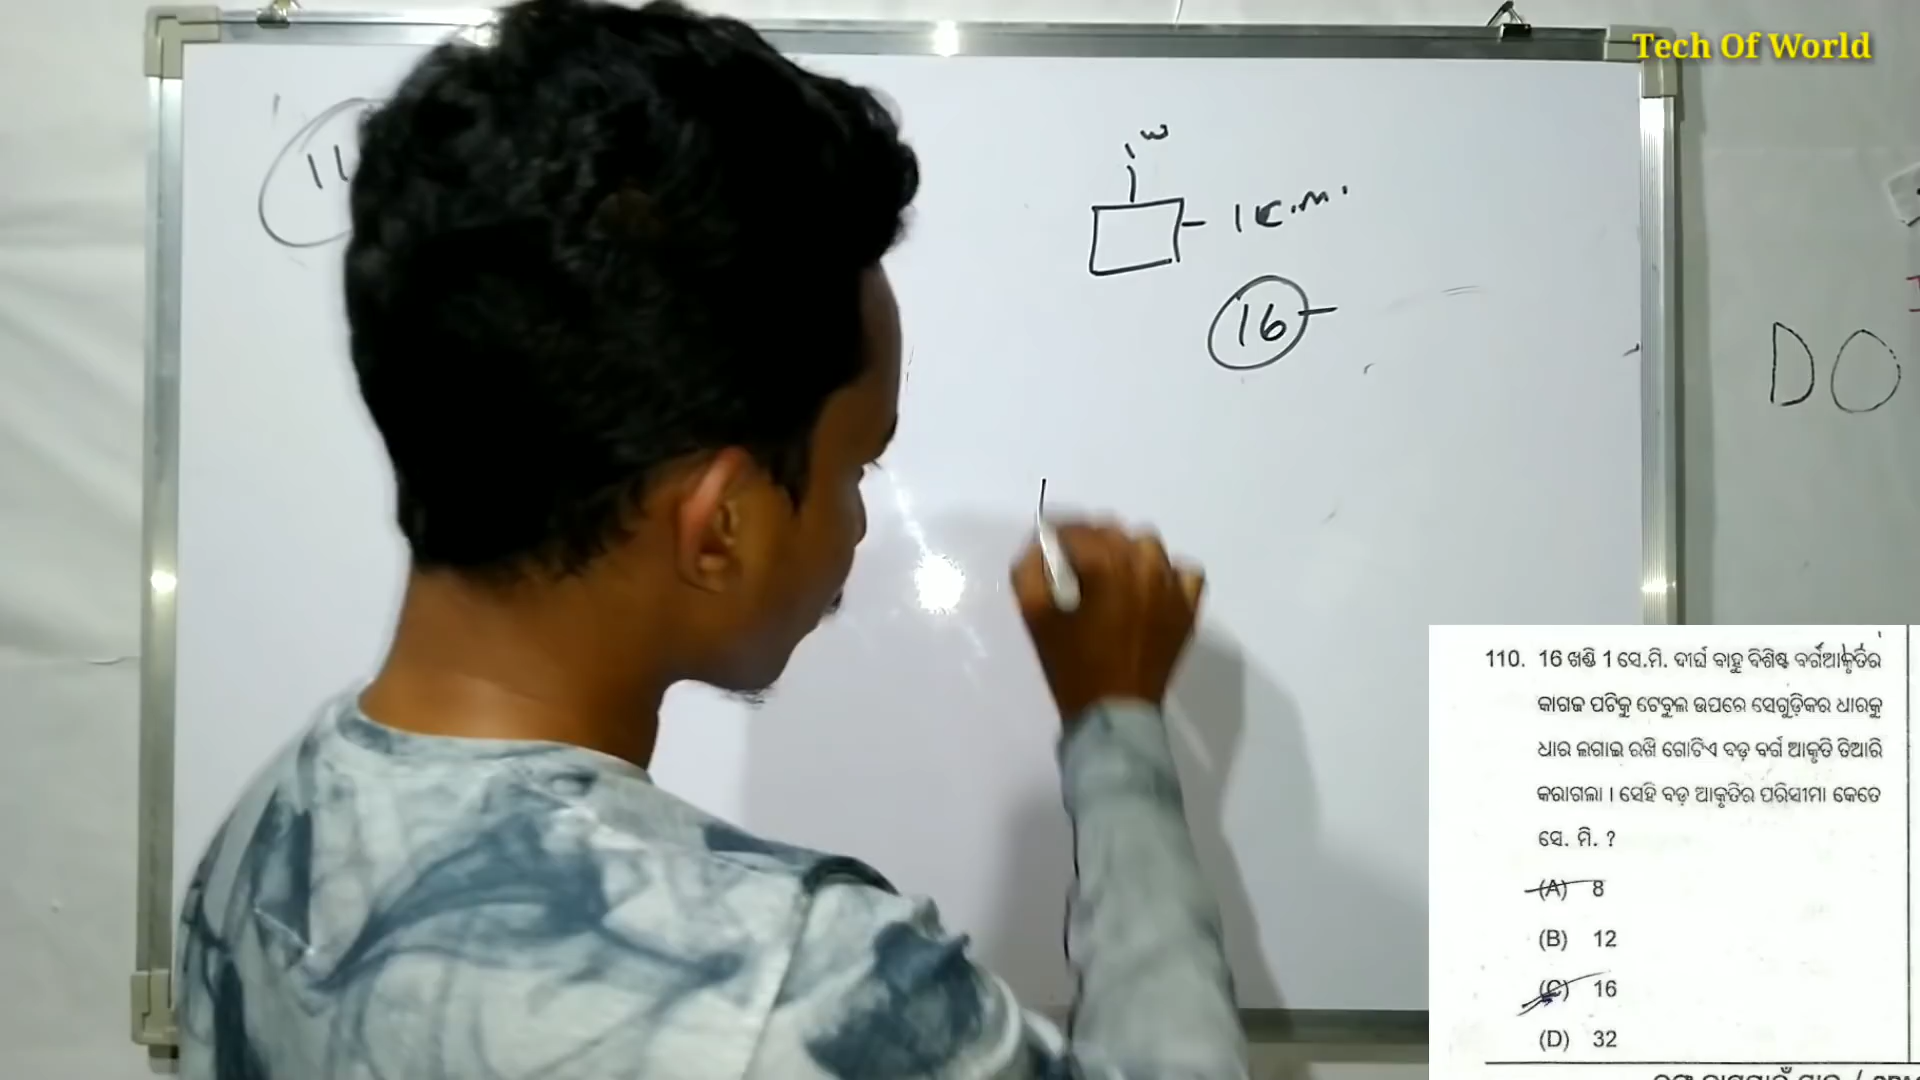 Tech Of World
11
1 c.m.
16
DO
110. 16 ଖଣ୍ଡି 1 ସେ.ମି. ଦୀର୍ଘ ବାହୁ ବିଶିଷ୍ଟ ବର୍ଗଆକୃତିର
କାଗଜ ପଟିକୁ ଟେବୁଲ ଉପରେ ସେଗୁଡ଼ିକର ଧାରକୁ
ଧାର ଲଗାଇ ରଖି ଗୋଟିଏ ବଡ଼ ବର୍ଗ ଆକୃତି ତିଆରି
କରାଗଲା । ସେହି ବଡ଼ ଆକୃତିର ପରିସୀମା କେତେ
ସେ. ମି. ?
(A) 8
(B) 12
(C) 16
(D) 32